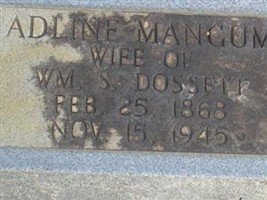 ADLINE MANGUM
WIFE OF
WM. S. DOSSETT
FEB 25 1868
NOV. 15, 1945